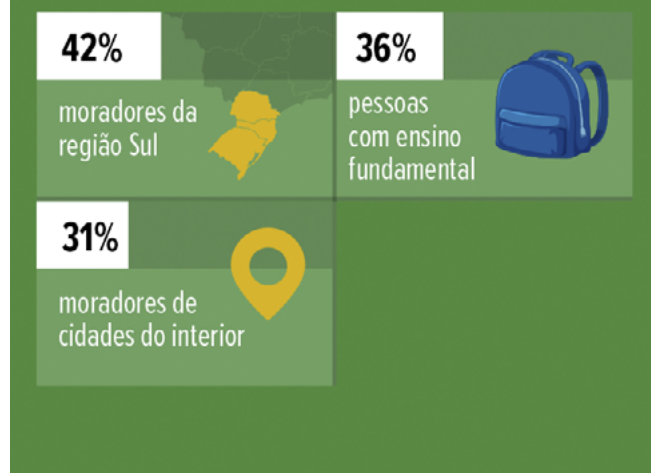 42%
moradores da
região Sul
36%
pessoas
com ensino
fundamental
31%
moradores de
cidades do interior